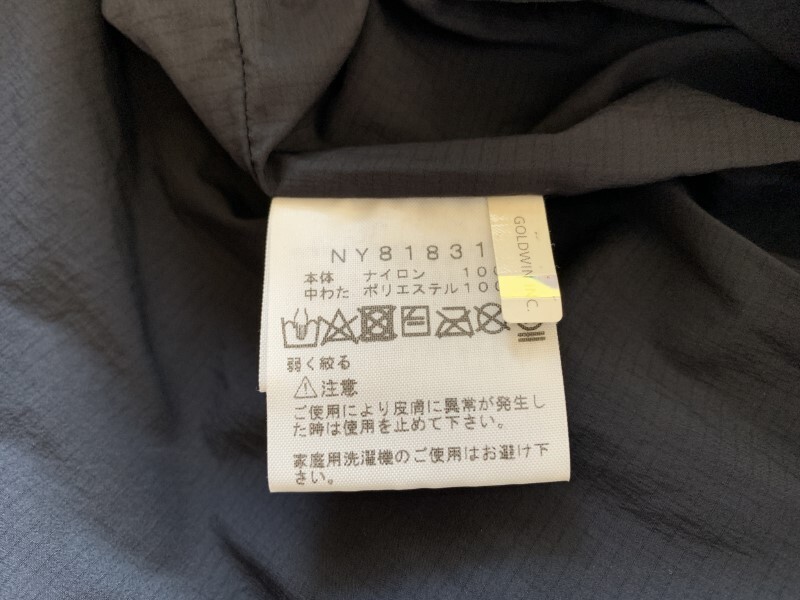 NY81831
本体 ナイロン 100
中わた ポリエステル 100
GOLDWIN INC.
弱く絞る
⚠注意
ご使用により皮膚に異常が発生し
た時は使用を止めて下さい。
家庭用洗濯機のご使用はお避け下
さい。